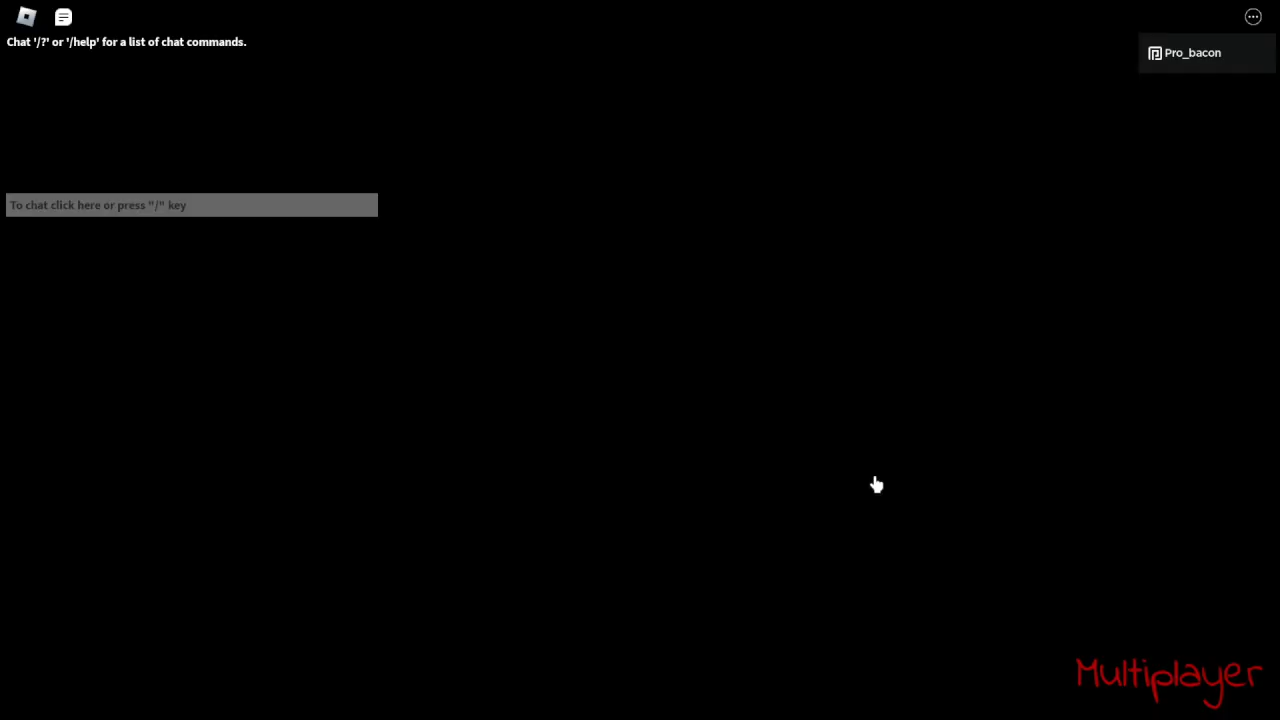 Chat '/?' or '/help' for a list of chat commands.
Pro_bacon
To chat click here or press "/" key
Multiplayer